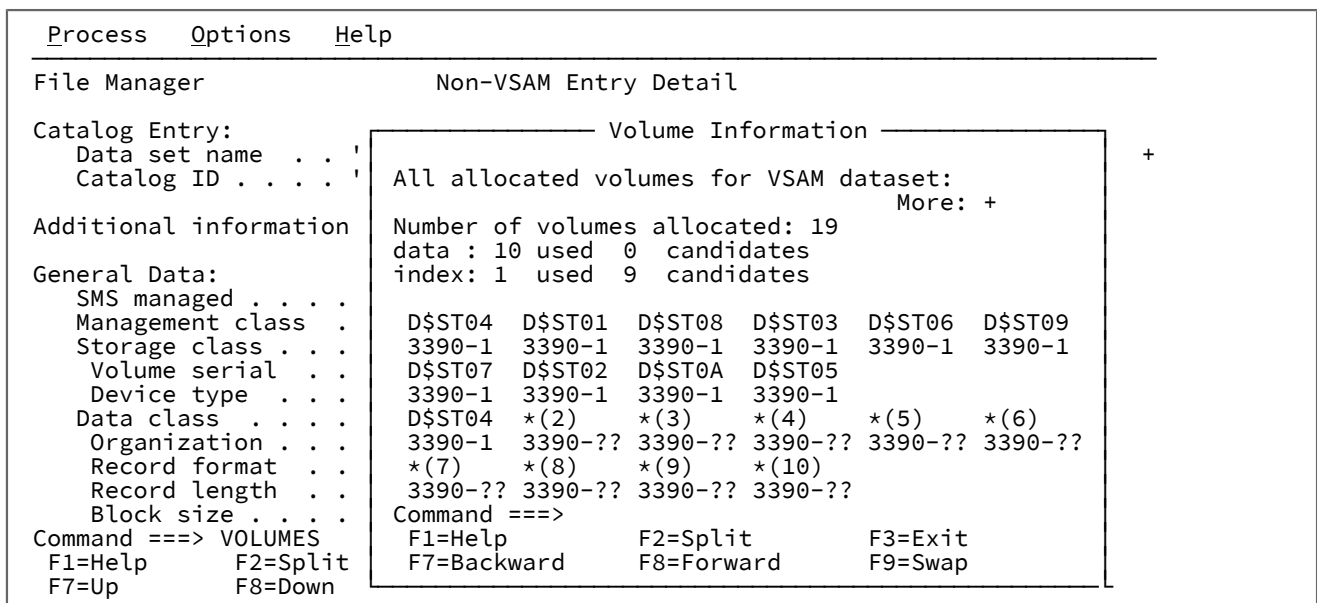 Process Options Help
File Manager Non-VSAM Entry Detail
Catalog Entry: Volume Information
Data set name . . ' +
Catalog ID . . . . ' All allocated volumes for VSAM dataset:
More: +
Additional information Number of volumes allocated: 19
data : 10 used 0 candidates
General Data: index: 1 used 9 candidates
SMS managed . . . .
Management class . D$ST04 D$ST01 D$ST08 D$ST03 D$ST06 D$ST09
Storage class . . . 3390-1 3390-1 3390-1 3390-1 3390-1 3390-1
Volume serial . . D$ST07 D$ST02 D$ST0A D$ST05
Device type . . . 3390-1 3390-1 3390-1 3390-1
Data class . . . . D$ST04 *(2) *(3) *(4) *(5) *(6)
Organization . . . 3390-1 3390-?? 3390-?? 3390-?? 3390-?? 3390-??
Record format . . *(7) *(8) *(9) *(10)
Record length . . 3390-?? 3390-?? 3390-?? 3390-??
Block size . . . . Command ===>
Command ===> VOLUMES F1=Help F2=Split F3=Exit
F1=Help F2=Split F7=Backward F8=Forward F9=Swap
F7=Up F8=Down